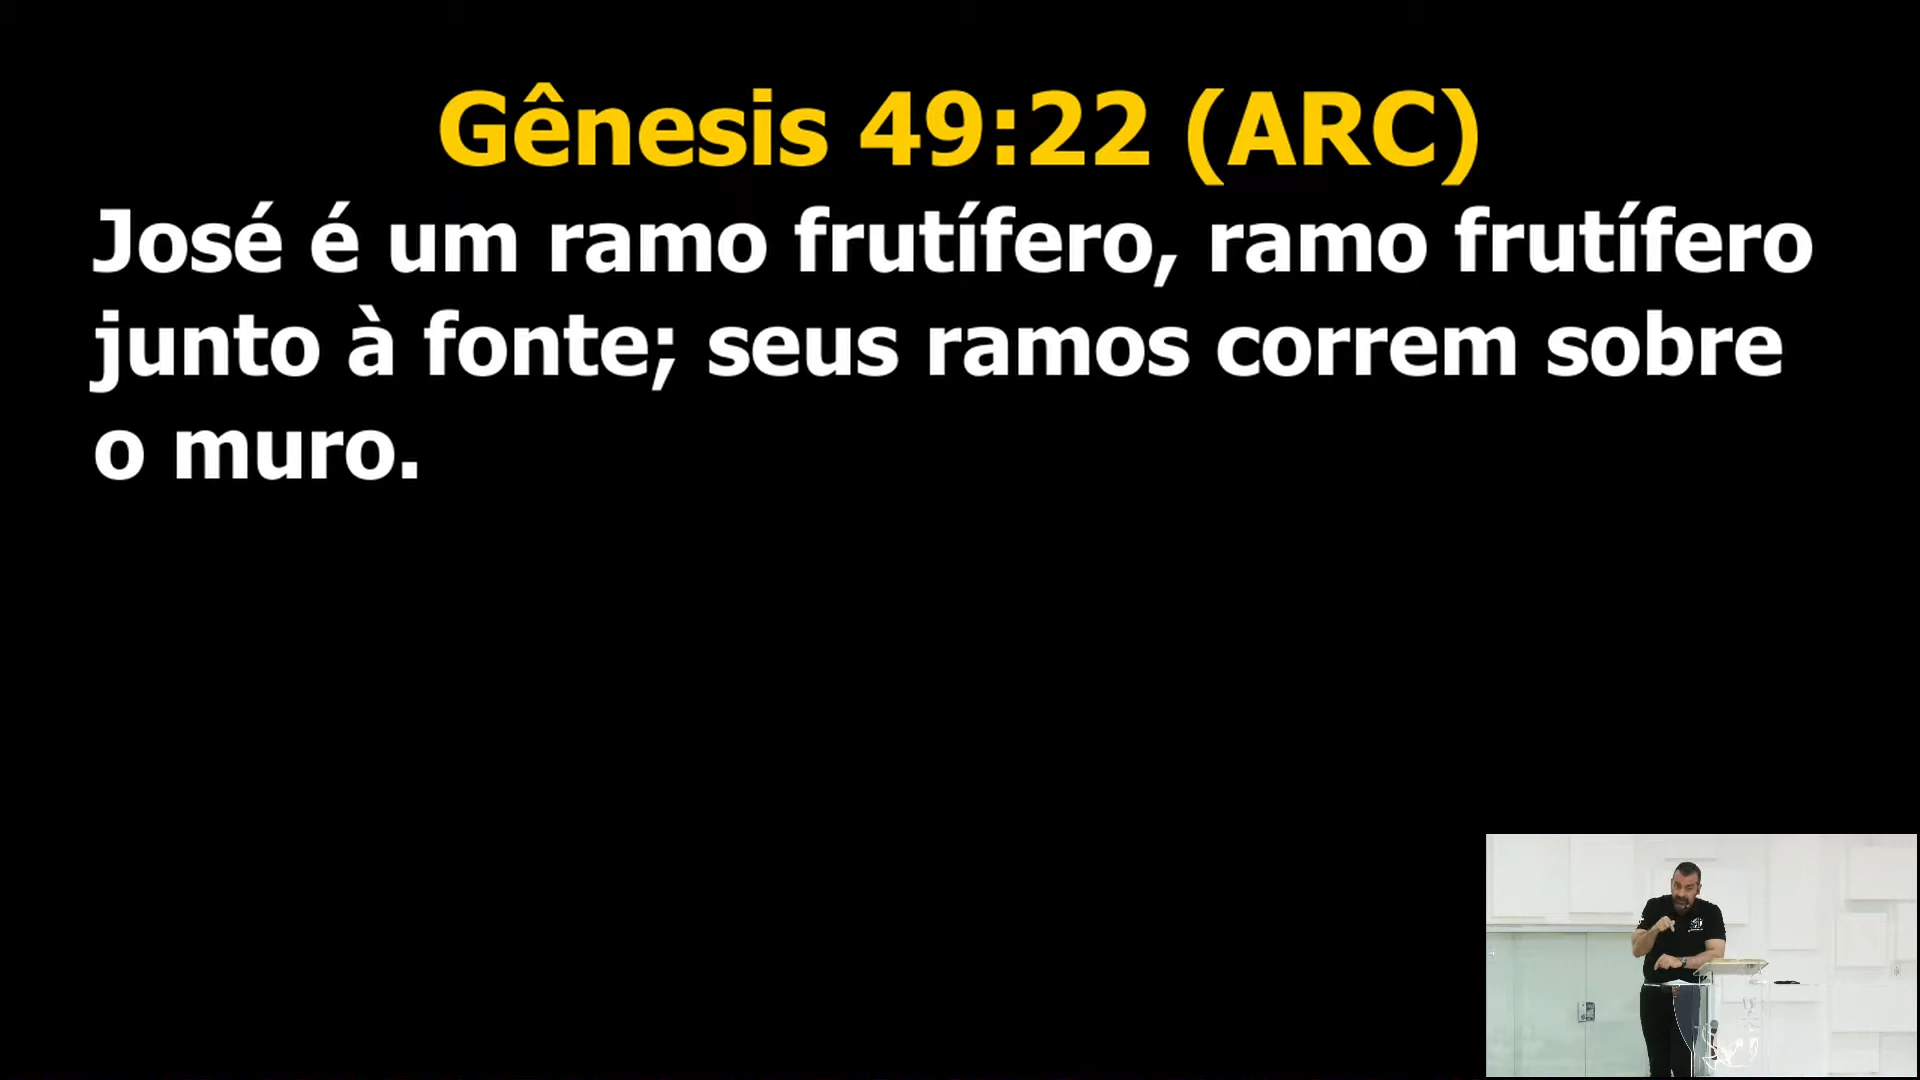 Gênesis 49:22 (ARC)
José é um ramo frutífero, ramo frutífero
junto à fonte; seus ramos correm sobre
o muro.